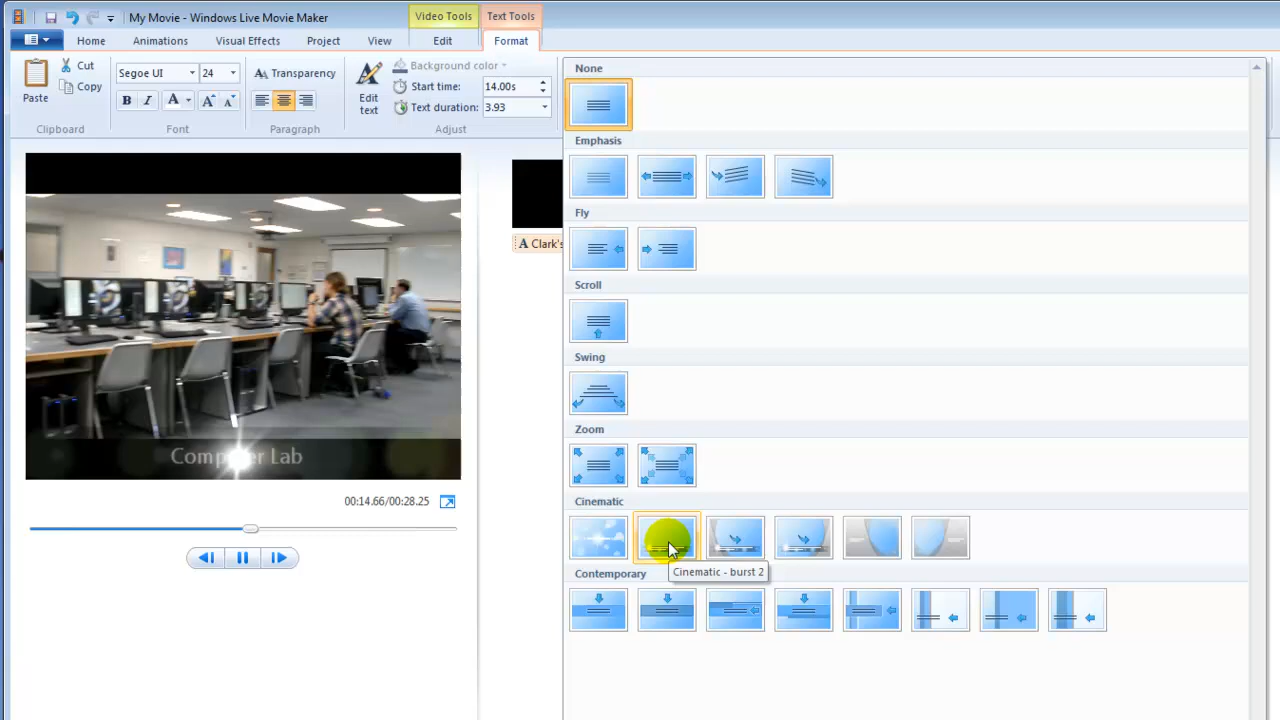 My Movie - Windows Live Movie Maker
Video Tools
Text Tools
Home
Animations
Visual Effects
Project
View
Edit
Format
Paste
Cut
Copy
Clipboard
Segoe UI
24
B I A A A
Font
Transparency
Paragraph
Edit
text
Background color
Start time:
14.00s
Text duration:
3.93
Adjust
None
Emphasis
Fly
Scroll
Swing
Zoom
Cinematic
Cinematic - burst 2
Contemporary
A Clark's
Lab
00:14.66/00:28.25